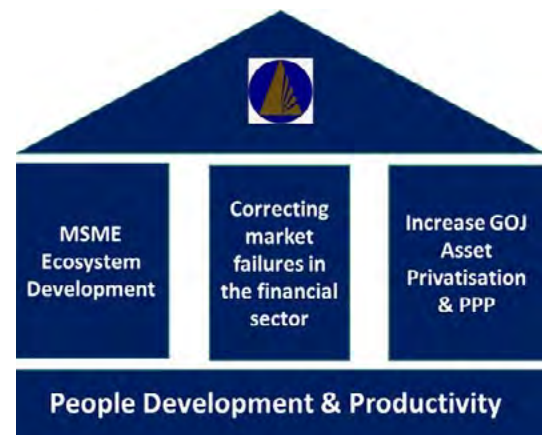 MSME
Ecosystem
Development
Correcting
market
failures in
the financial
sector
Increase GOJ
Asset
Privatisation
& PPP
People Development & Productivity